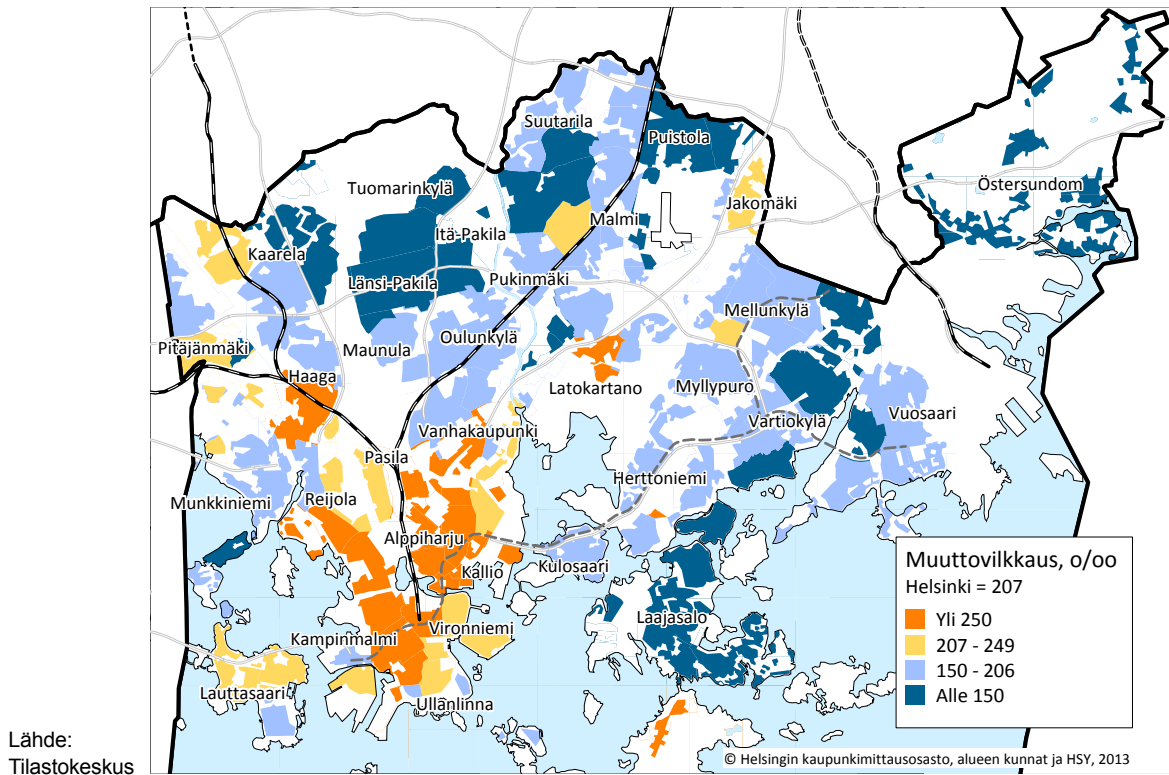 Suutarila
Puistola
Tuomarinkylä
Östersundom
Jakomäki
Malmi
Itä-Pakila
Kaarela
Länsi-Pakila
Pukinmäki
Mellunkylä
Oulunkylä
Pitäjänmäki
Maunula
Haaga
Latokartano
Myllypuro
Vuosaari
Vartiokylä
Vanhakaupunki
Pasila
Herttoniemi
Munkkiniemi
Reijola
Alppiharju
Kallio
Kulosaari
Laajasalo
Vironniemi
Kampinmalmi
Lauttasaari
Ullanlinna
Muuttovilkkaus, o/oo
Helsinki = 207
Yli 250
207 - 249
150 - 206
Alle 150
Lähde:
Tilastokeskus
© Helsingin kaupunkimittausosasto, alueen kunnat ja HSY, 2013